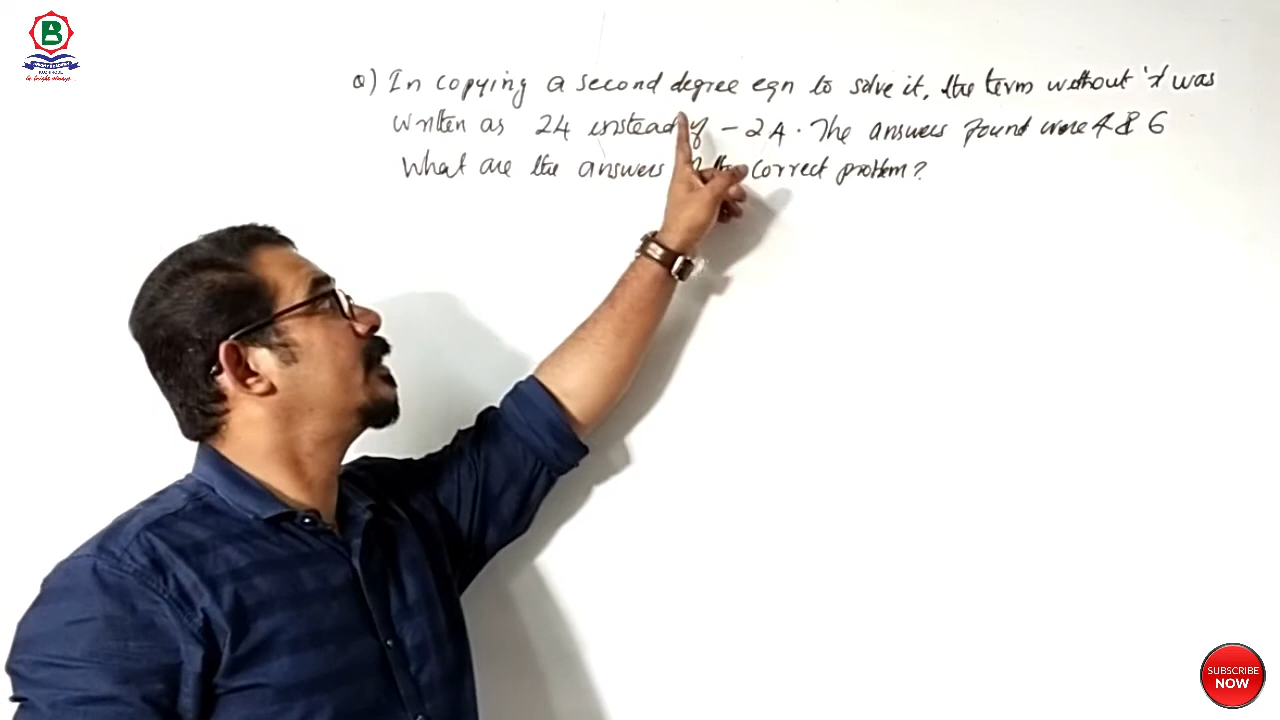 B
Q) In copying a second degree eqn to solve it, the term without 'x' was
written as 24 instead of -24. The answers found were 4 & 6
What are the answers of the correct problem?
SUBSCRIBE
NOW